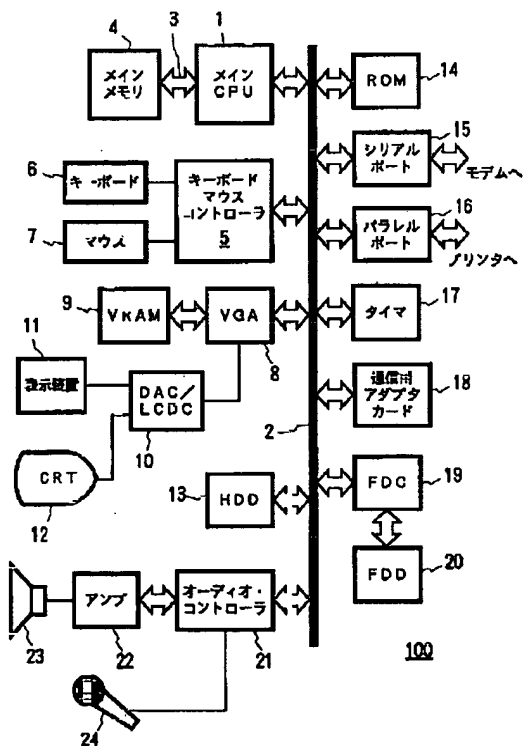 4
3
1
メイン
メモリ
メイン
CPU
ROM
14
15
シリアル
ポート
モデムへ
6
キーボード
キーボード
マウス
コントローラ
5
7
マウス
16
パラレル
ポート
プリンタへ
9
VRAM
VGA
8
タイマ
17
11
表示装置
DAC/
LCDC
10
通信用
アダプタ
カード
18
2
CRT
12
13
HDD
FDC
19
FDD
20
23
アンプ
22
オーディオ・
コントローラ
21
100
24